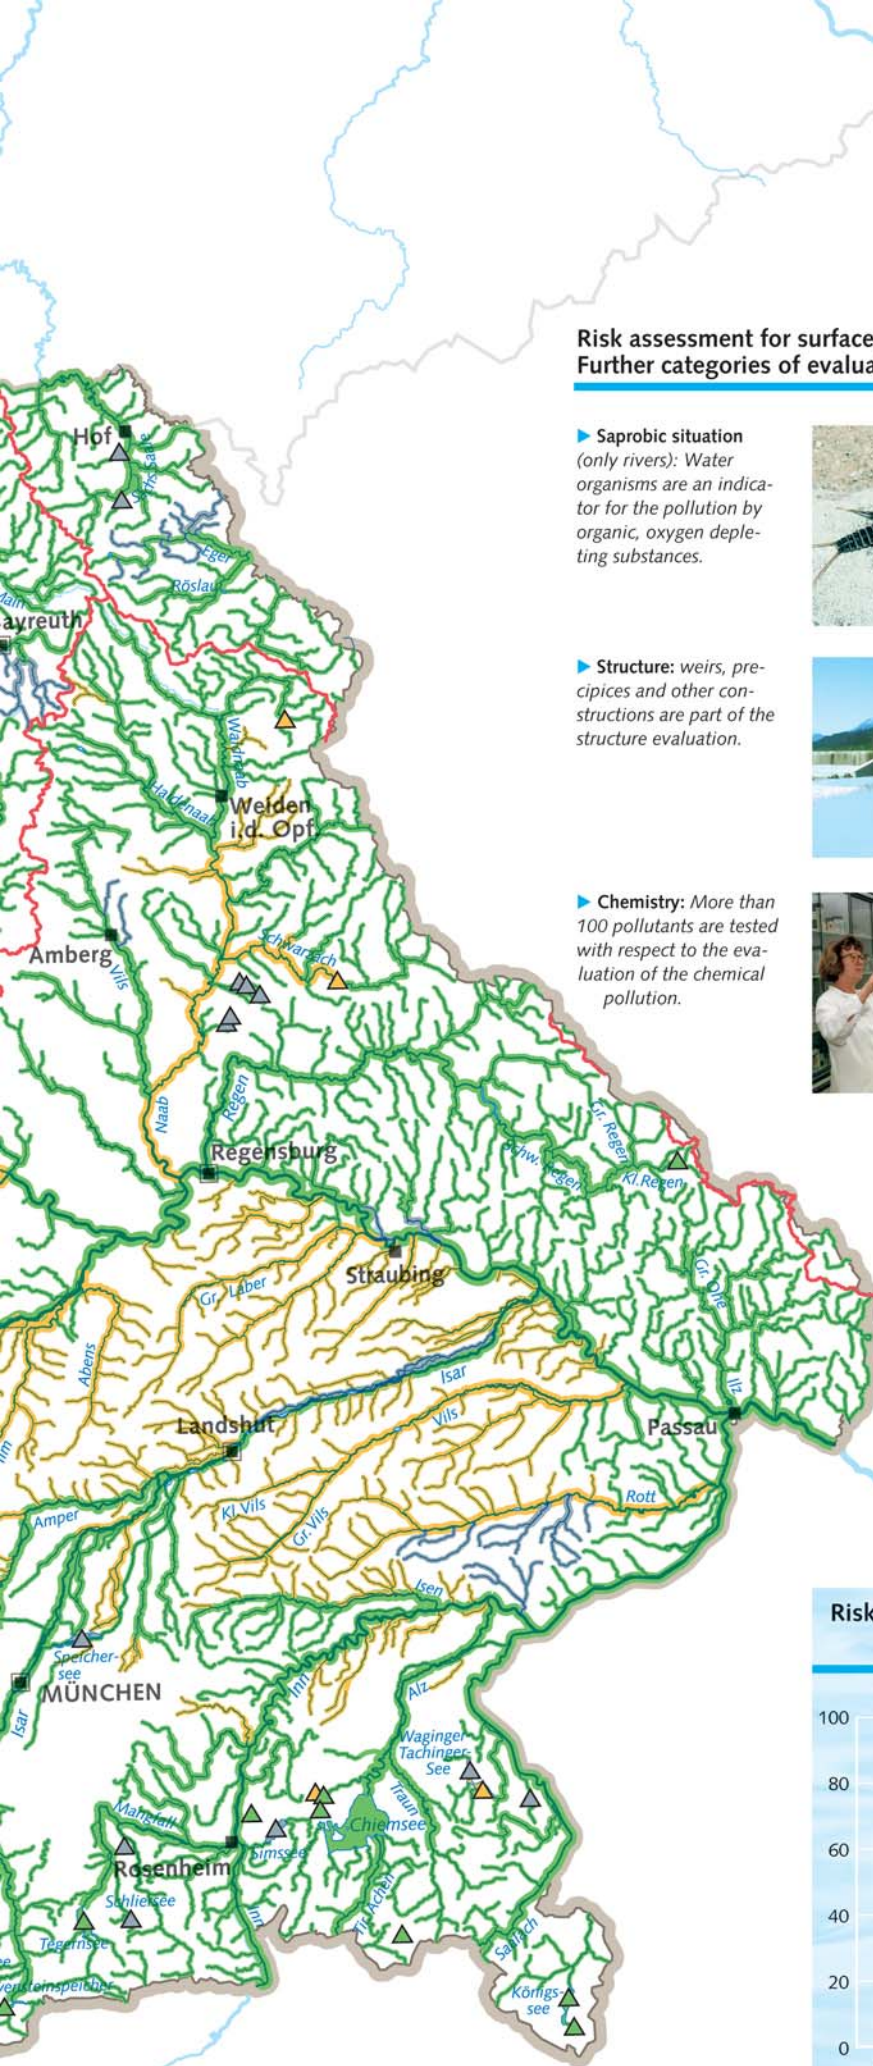 Risk assessment for surface
Further categories of evalua
▶ Saprobic situation
(only rivers): Water
organisms are an indica-
tor for the pollution by
organic, oxygen deple-
ting substances.
▶ Structure: weirs, pre-
cipices and other con-
structions are part of the
structure evaluation.
▶ Chemistry: More than
100 pollutants are tested
with respect to the eva-
luation of the chemical
pollution.
Hof
Sächs.Saale
Eger
Röslau
Main
ayreuth
Waldnaab
Haidenaab
Weiden
i.d. Opf.
Schwarzach
Amberg
Vils
Naab
Regen
Gr. Regen
Schw. Regen
Kl.Regen
Regensburg
Straubing
Gr. Laber
Gr. Ohe
Abens
Isar
Ilz
Vils
Landshut
Passau
Kl Vils
Gr. Vils
Rott
Amper
Isen
Speicher-
see
MÜNCHEN
Isar
Inn
Alz
Waginger-
Tachinger-
See
Traun
Mangfall
Chiemsee
Simssee
Rosenheim
Schliersee
Tir. Achen
Inn
Tegernsee
Saalach
Königs-
see
Risk
100
80
60
40
20
0